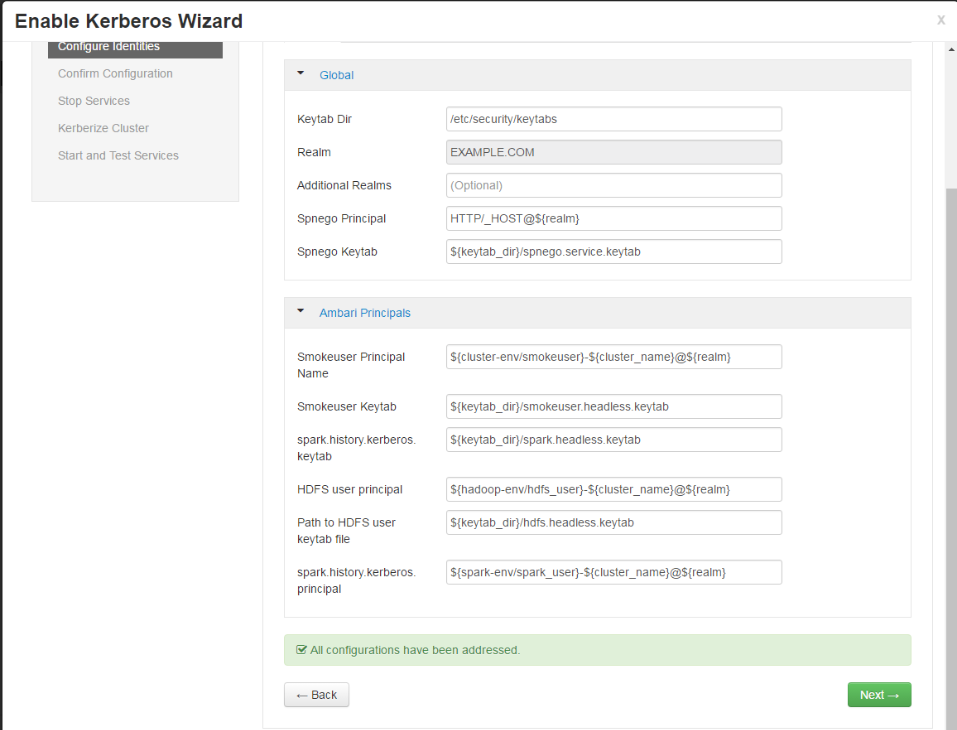 Enable Kerberos Wizard
x
Configure Identities
Confirm Configuration
Stop Services
Kerberize Cluster
Start and Test Services
Global
Keytab Dir
/etc/security/keytabs
Realm
EXAMPLE.COM
Additional Realms
(Optional)
Spnego Principal
HTTP/_HOST@${realm}
Spnego Keytab
${keytab_dir}/spnego.service.keytab
Ambari Principals
Smokeuser Principal
Name
${cluster-env/smokeuser}-${cluster_name}@${realm}
Smokeuser Keytab
${keytab_dir}/smokeuser.headless.keytab
spark.history.kerberos.
keytab
${keytab_dir}/spark.headless.keytab
HDFS user principal
${hadoop-env/hdfs_user}-${cluster_name}@${realm}
Path to HDFS user
keytab file
${keytab_dir}/hdfs.headless.keytab
spark.history.kerberos.
principal
${spark-env/spark_user}-${cluster_name}@${realm}
All configurations have been addressed.
← Back
Next →